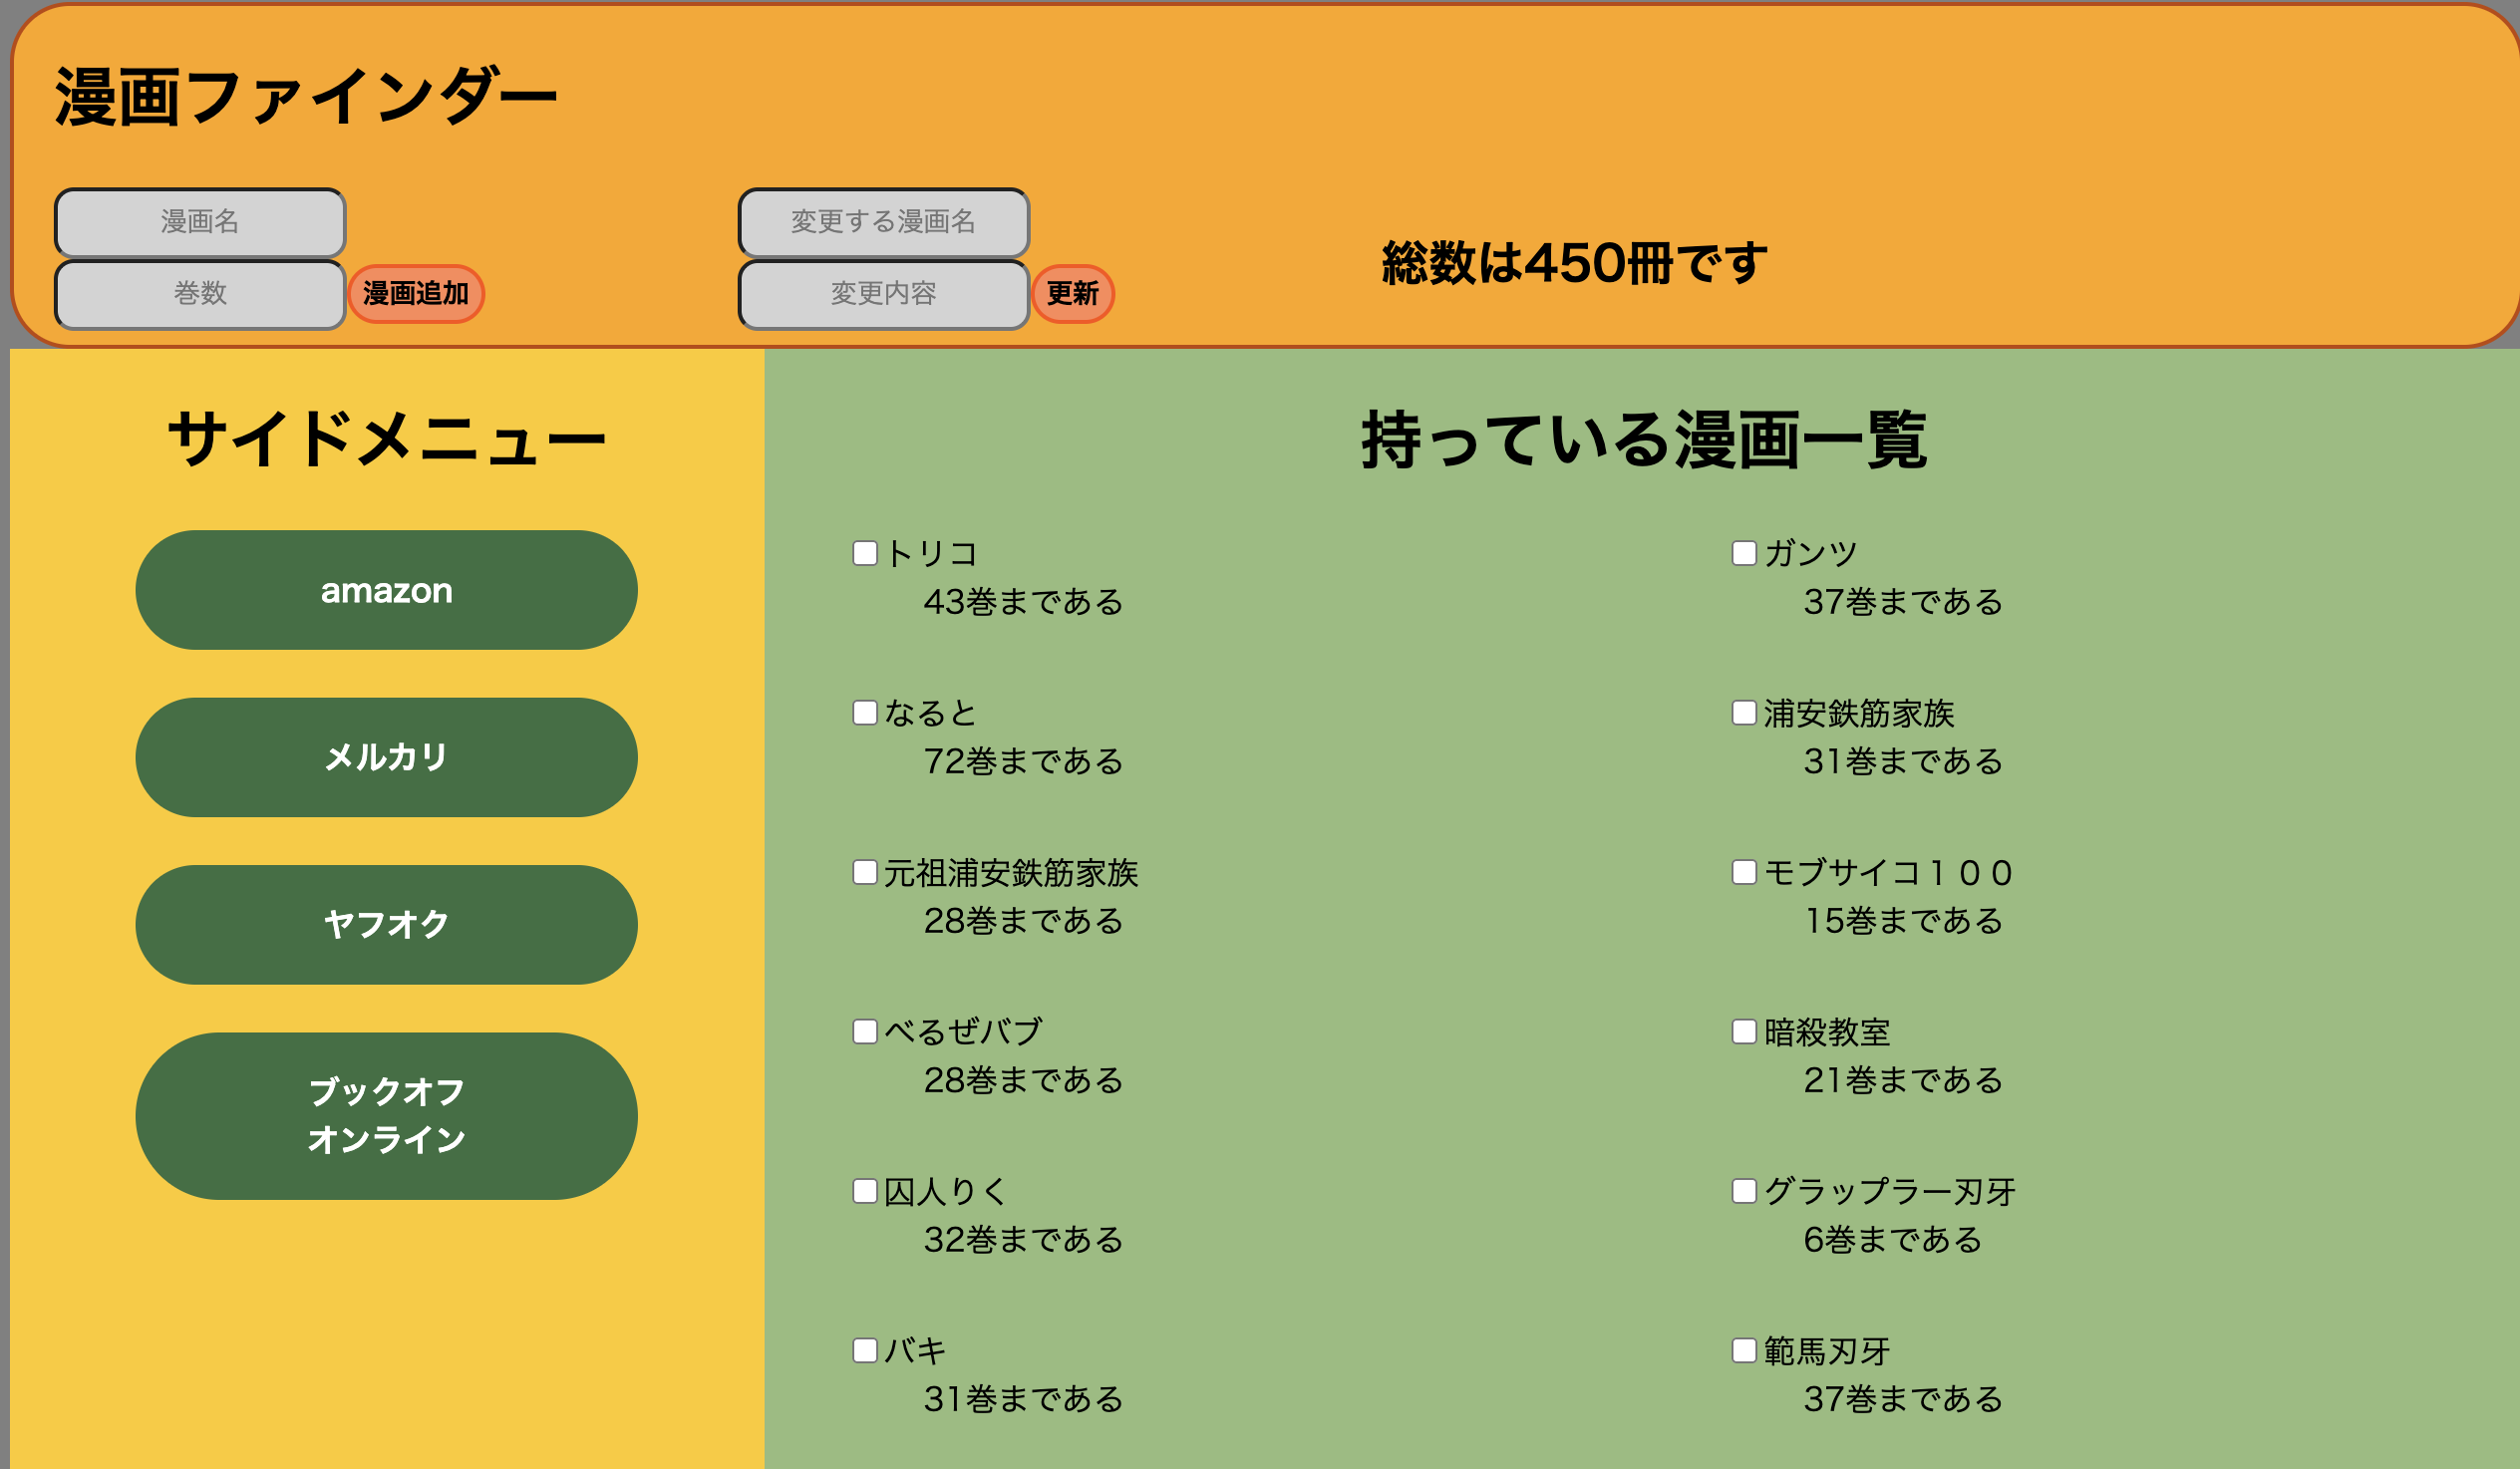 漫画ファインダー
漫画名
巻数
漫画追加
変更する漫画名
変更内容
更新
総数は450冊です
サイドメニュー
amazon
メルカリ
ヤフオク
ブックオフ
オンライン
持っている漫画一覧
トリコ
43巻まである
ガンツ
37巻まである
なると
72巻まである
浦安鉄筋家族
31巻まである
元祖浦安鉄筋家族
28巻まである
モブサイコ１００
15巻まである
べるぜバブ
28巻まである
暗殺教室
21巻まである
囚人りく
32巻まである
グラップラー刃牙
6巻まである
バキ
31巻まである
範馬刃牙
37巻まである